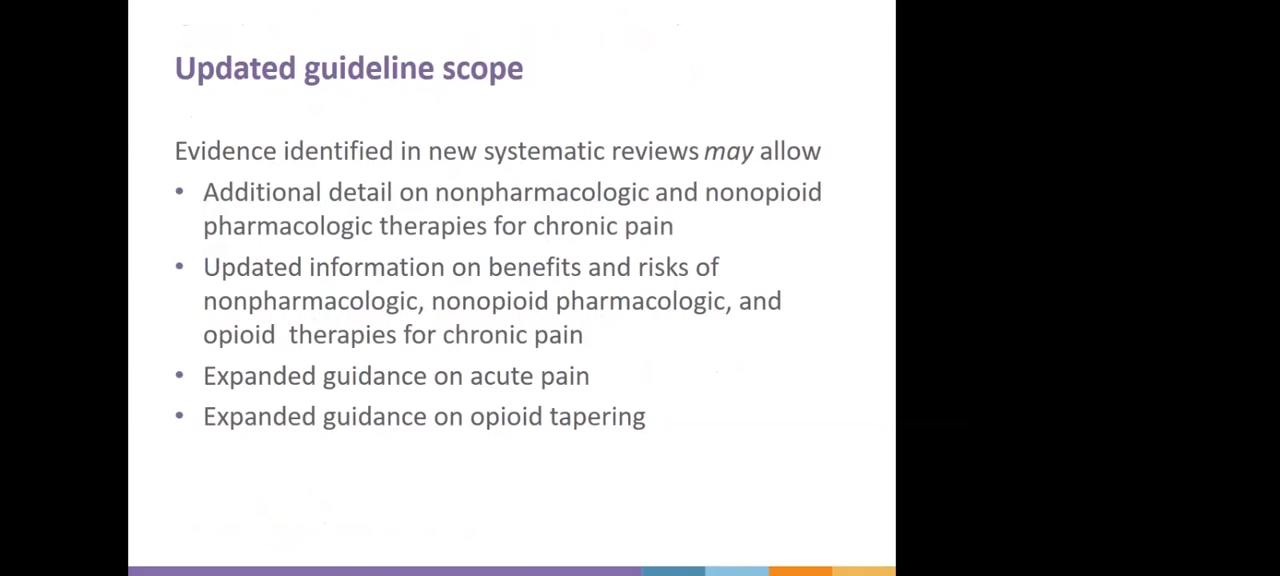 Updated guideline scope
Evidence identified in new systematic reviews may allow
• Additional detail on nonpharmacologic and nonopioid
pharmacologic therapies for chronic pain
• Updated information on benefits and risks of
nonpharmacologic, nonopioid pharmacologic, and
opioid  therapies for chronic pain
• Expanded guidance on acute pain
• Expanded guidance on opioid tapering